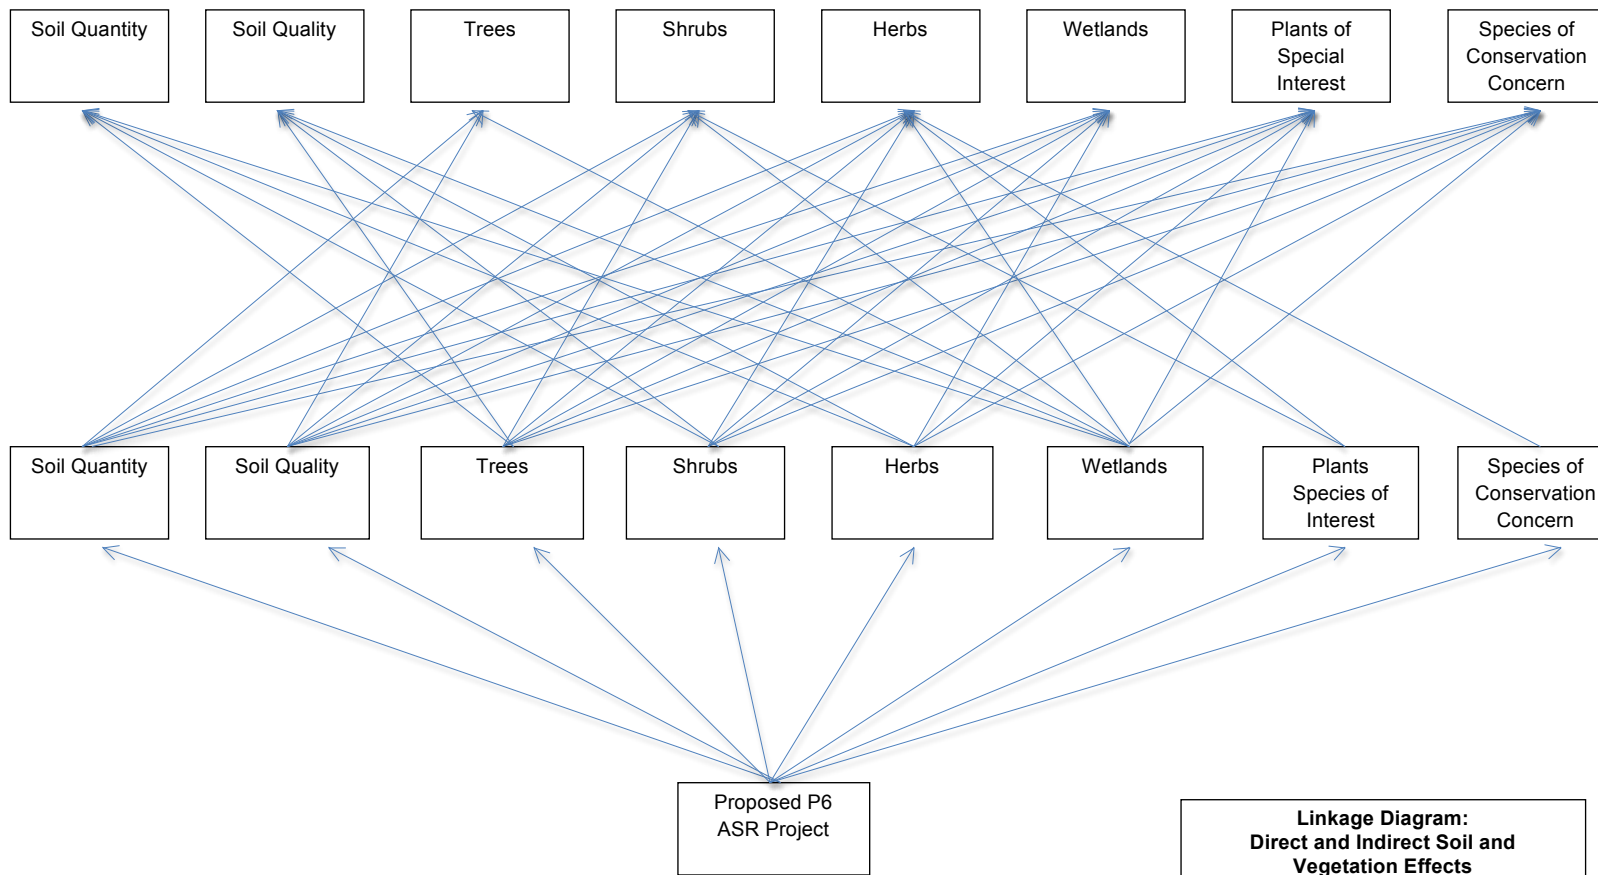 Soil Quantity
Soil Quality
Trees
Shrubs
Herbs
Wetlands
Plants of
Special
Interest
Species of
Conservation
Concern
Soil Quantity
Soil Quality
Trees
Shrubs
Herbs
Wetlands
Plants
Species of
Interest
Species of
Conservation
Concern
Proposed P6
ASR Project
Linkage Diagram:
Direct and Indirect Soil and
Vegetation Effects